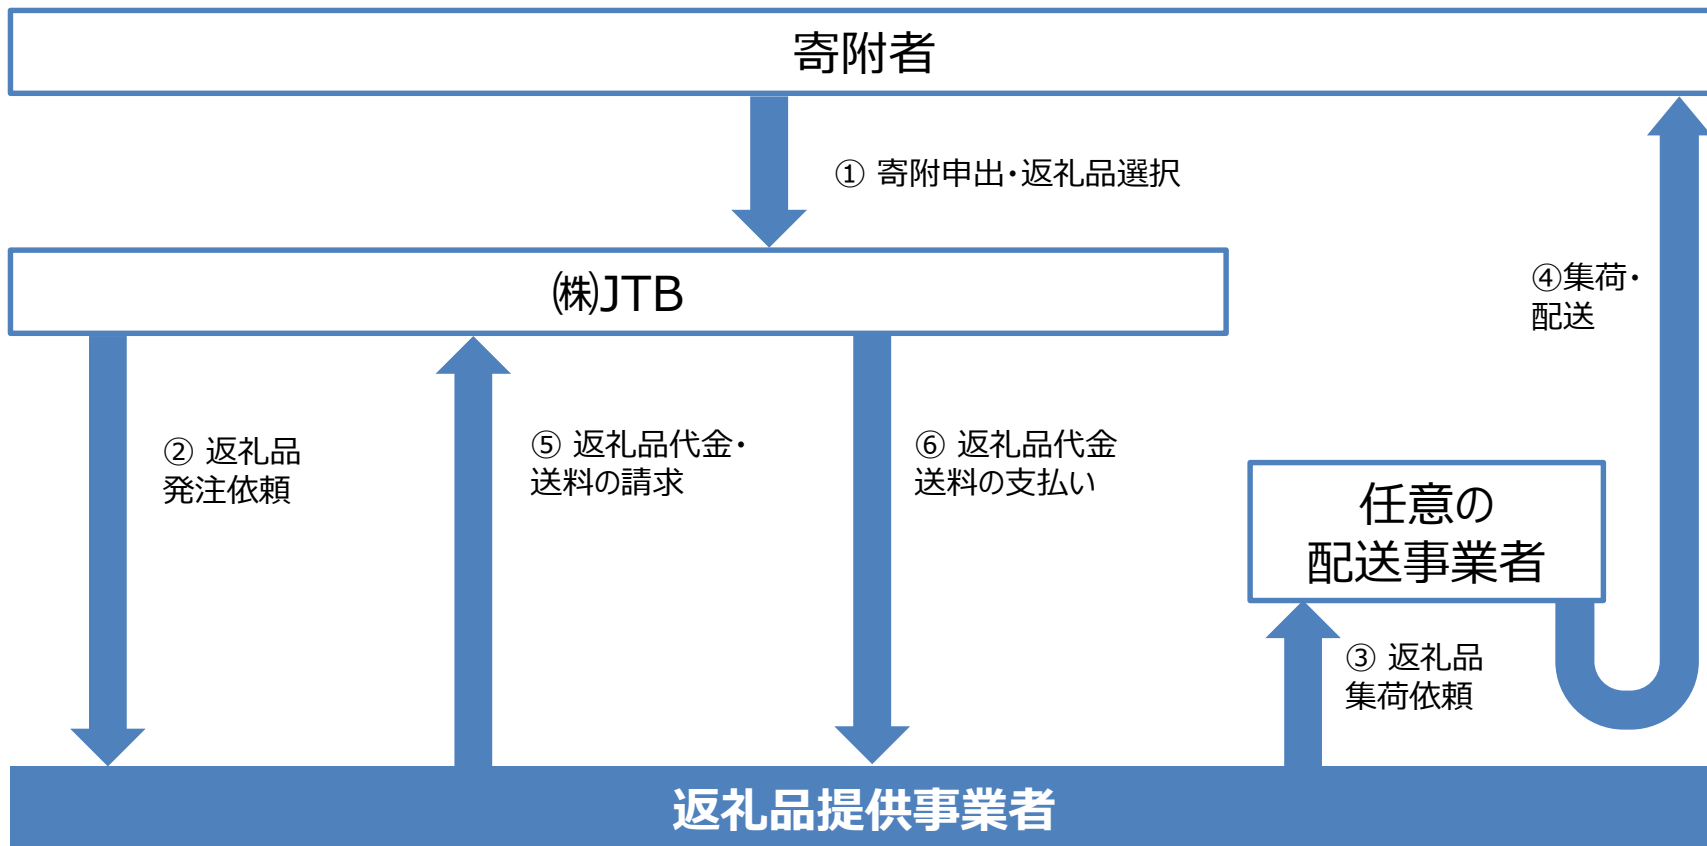 寄附者
① 寄附申出・返礼品選択
㈱JTB
④集荷・
配送
② 返礼品
発注依頼
⑤ 返礼品代金・
送料の請求
⑥ 返礼品代金
送料の支払い
任意の
配送事業者
③ 返礼品
集荷依頼
返礼品提供事業者